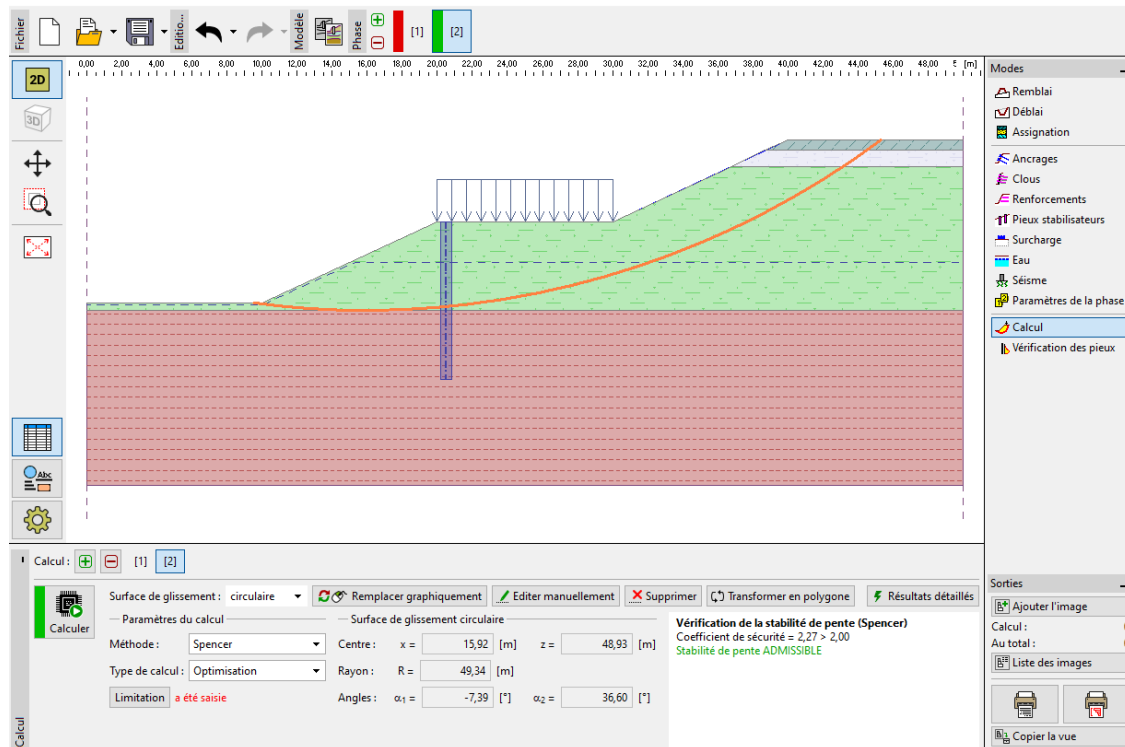 Fichier
Editio...
Modèle
Phase
[1]
[2]
2D
3D
0,00 2,00 4,00 6,00 8,00 10,00 12,00 14,00 16,00 18,00 20,00 22,00 24,00 26,00 28,00 30,00 32,00 34,00 36,00 38,00 40,00 42,00 44,00 46,00 48,00 [m]
Modes
Remblai
Déblai
Assignation
Ancrages
Clous
Renforcements
Pieux stabilisateurs
Surcharge
Eau
Séisme
Paramètres de la phase
Calcul
Vérification des pieux
Abc
Calcul : [1] [2]
Calculer
Surface de glissement : circulaire Remplacer graphiquement Editer manuellement Supprimer Transformer en polygone Résultats détaillés
Paramètres du calcul
Méthode : Spencer
Type de calcul : Optimisation
Limitation a été saisie
Surface de glissement circulaire
Centre : x = 15,92 [m] z = 48,93 [m]
Rayon : R = 49,34 [m]
Angles : α1 = -7,39 [°] α2 = 36,60 [°]
Vérification de la stabilité de pente (Spencer)
Coefficient de sécurité = 2,27 > 2,00
Stabilité de pente ADMISSIBLE
Calcul
Sorties
Ajouter l'image
Calcul :
Au total :
Liste des images
Copier la vue